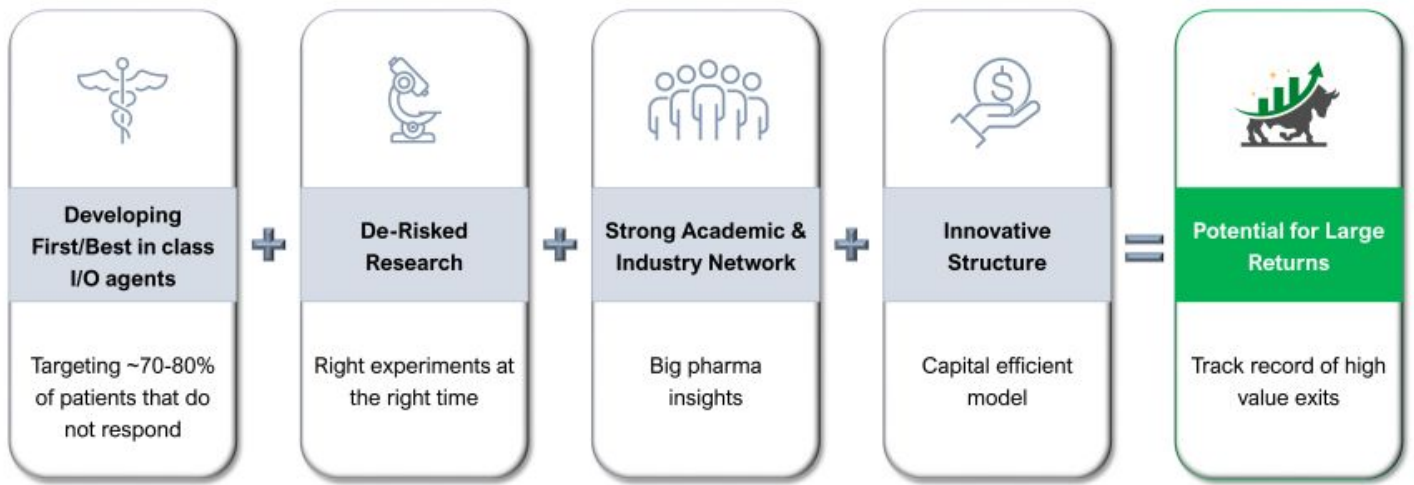 Developing
First/Best in class
I/O agents
Targeting ~70-80%
of patients that do
not respond
+
De-Risked
Research
Right experiments at
the right time
+
Strong Academic &
Industry Network
Big pharma
insights
+
$
Innovative
Structure
Capital efficient
model
=
Potential for Large
Returns
Track record of high
value exits